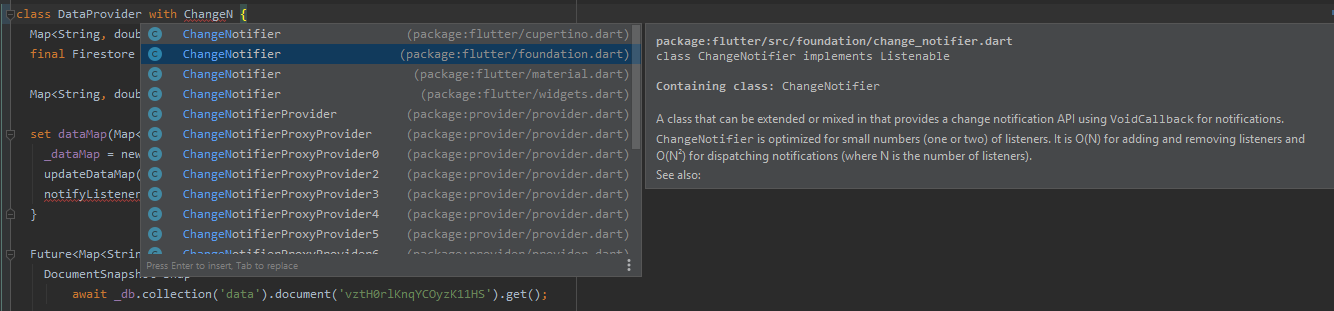 class DataProvider with ChangeN {
Map<String, doub
final Firestore
Map<String, doub
set dataMap(Map<
_dataMap = new
updateDataMap(
notifyListener
}
Future<Map<Strin
DocumentSnapshot snap
await _db.collection('data').document('vztH0rlKnqYCOyzK11HS').get();
ChangeNotifier (package:flutter/cupertino.dart)
ChangeNotifier (package:flutter/foundation.dart)
ChangeNotifier (package:flutter/material.dart)
ChangeNotifier (package:flutter/widgets.dart)
ChangeNotifierProvider (package:provider/provider.dart)
ChangeNotifierProxyProvider (package:provider/provider.dart)
ChangeNotifierProxyProvider0 (package:provider/provider.dart)
ChangeNotifierProxyProvider2 (package:provider/provider.dart)
ChangeNotifierProxyProvider3 (package:provider/provider.dart)
ChangeNotifierProxyProvider4 (package:provider/provider.dart)
ChangeNotifierProxyProvider5 (package:provider/provider.dart)
ChangeNotifierProxyProvider6 (package:provider/provider.dart)
Press Enter to insert, Tab to replace
package:flutter/src/foundation/change_notifier.dart
class ChangeNotifier implements Listenable
Containing class: ChangeNotifier
A class that can be extended or mixed in that provides a change notification API using VoidCallback for notifications.
ChangeNotifier is optimized for small numbers (one or two) of listeners. It is O(N) for adding and removing listeners and
O(N²) for dispatching notifications (where N is the number of listeners).
See also: